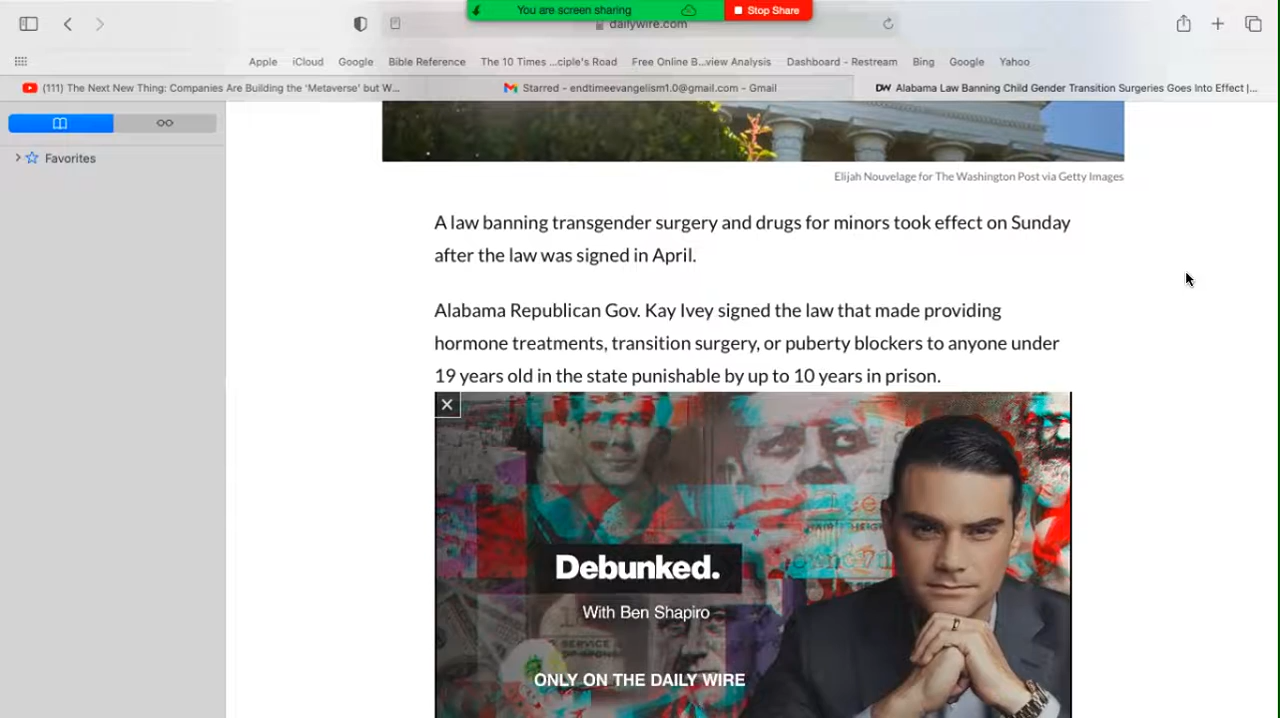 You are screen sharing
Stop Share
dailywire.com
Apple iCloud Google Bible Reference The 10 Times ...ciple's Road Free Online B...view Analysis Dashboard - Restream Bing Google Yahoo
(111) The Next New Thing: Companies Are Building the 'Metaverse' but W...
Starred - endtimeevangelism1.0@gmail.com - Gmail
DW Alabama Law Banning Child Gender Transition Surgeries Goes Into Effect |...
Favorites
Elijah Nouvelage for The Washington Post via Getty Images
A law banning transgender surgery and drugs for minors took effect on Sunday
after the law was signed in April.
Alabama Republican Gov. Kay Ivey signed the law that made providing
hormone treatments, transition surgery, or puberty blockers to anyone under
19 years old in the state punishable by up to 10 years in prison.
Debunked.
With Ben Shapiro
SERVICE
ONLY ON THE DAILY WIRE